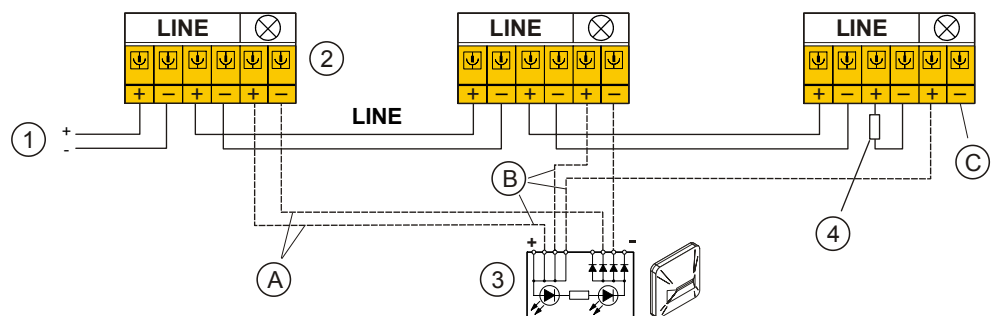 LINE LINE LINE
2
+ − + − + − + − + − + − + − + − + −
LINE
1 + -
B C
4
A
+ -
3